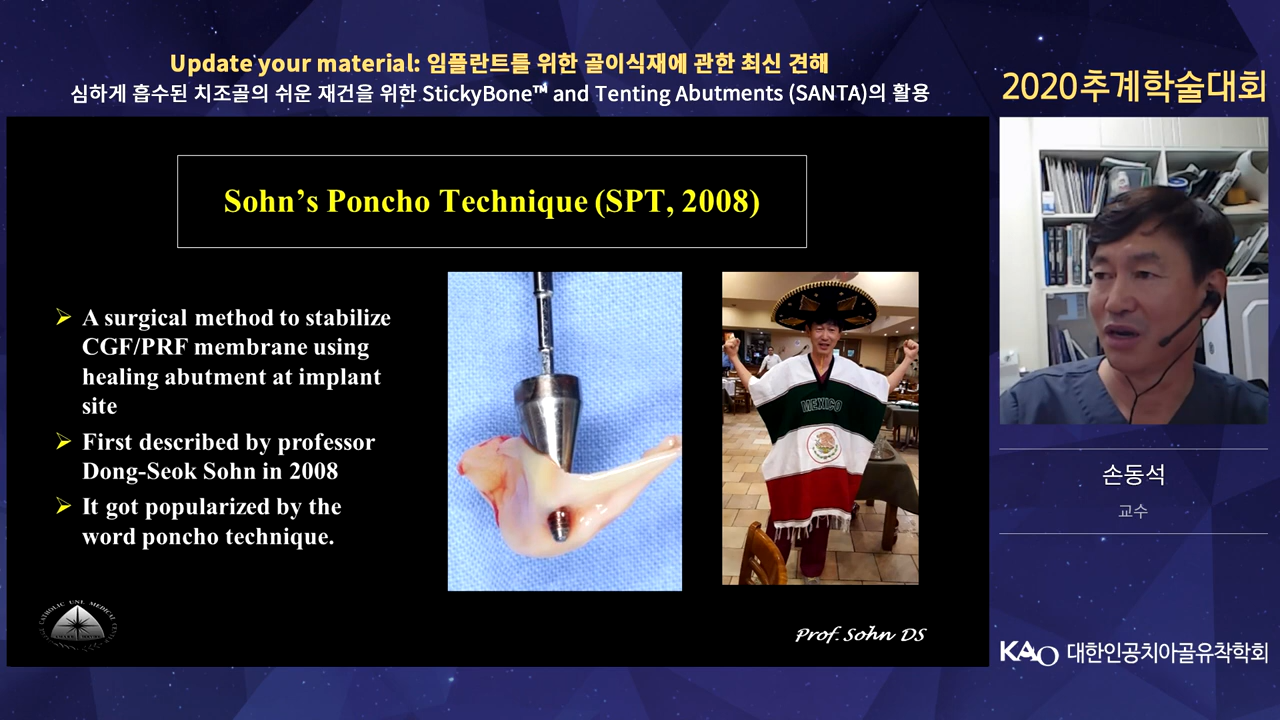 Update your material: 임플란트를 위한 골이식재에 관한 최신 견해
심하게 흡수된 치조골의 쉬운 재건을 위한 StickyBone™ and Tenting Abutments (SANTA)의 활용
2020추계학술대회
Sohn's Poncho Technique (SPT, 2008)
➢ A surgical method to stabilize
CGF/PRF membrane using
healing abutment at implant
site
➢ First described by professor
Dong-Seok Sohn in 2008
➢ It got popularized by the
word poncho technique.
MEXICO
CATHOLIC UNI. MEDICAL CENTER
Prof. Sohn DS
손동석
교수
KAO 대한인공치아골유착학회